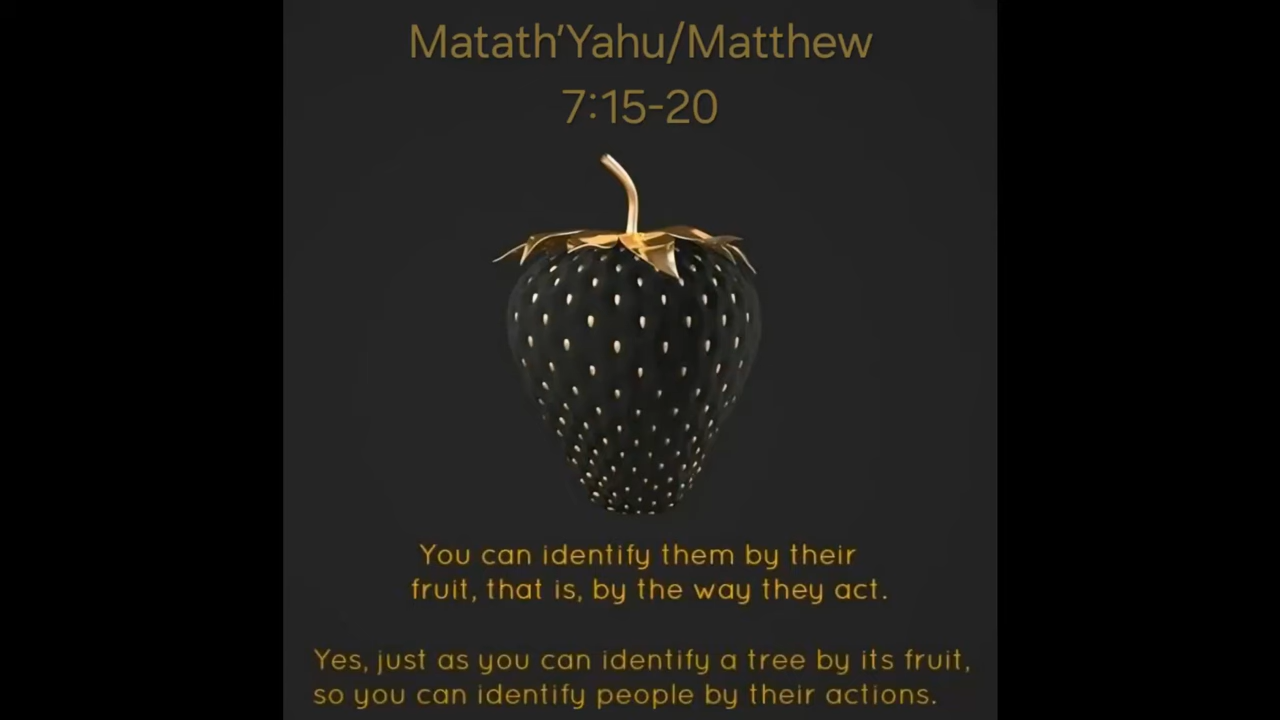 Matath'Yahu/Matthew
7:15-20
You can identify them by their
fruit, that is, by the way they act.
Yes, just as you can identify a tree by its fruit,
so you can identify people by their actions.